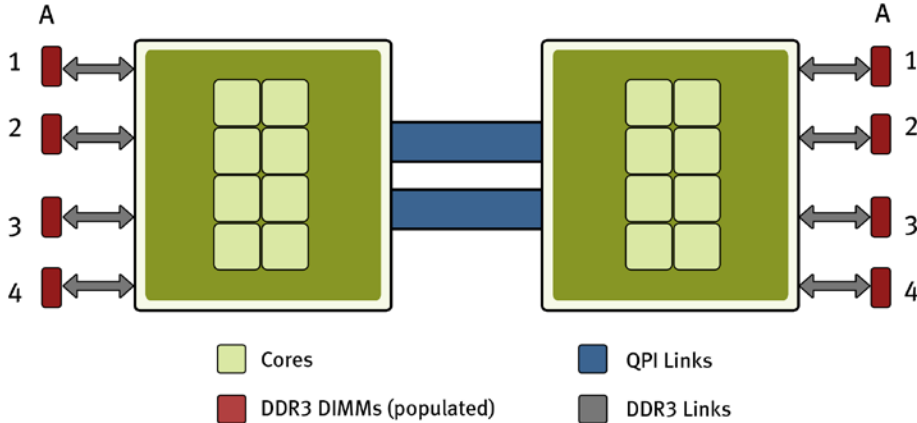 A A
1 1
2 2
3 3
4 4
Cores QPI Links
DDR3 DIMMs (populated) DDR3 Links